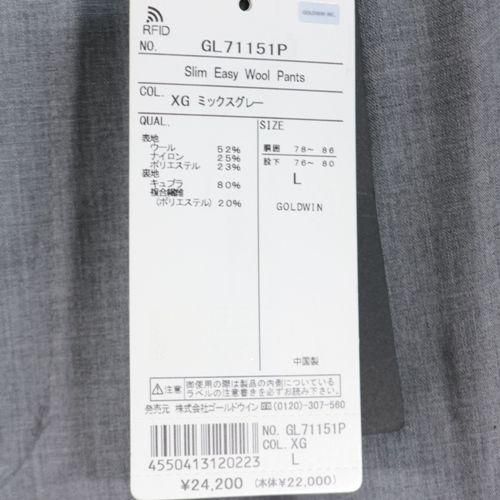 GOLDWIN INC.
RFID
NO. GL71151P
Slim Easy Wool Pants
COL. XG ミックスグレー
QUAL. SIZE
表地
ウール 52%
ナイロン 25%
ポリエステル 23%
裏地
キュプラ 80%
複合繊維
(ポリエステル) 20%
胴囲 78~ 86
股下 76~ 80
L
GOLDWIN
中国製
注意 御使用の際は製品の内側についている
ラベルの注意書きを必ずお読み下さい。
発売元 株式会社ゴールドウイン (0120)-307-560
NO. GL71151P
COL. XG
L
4550413120223
¥24,200 (本体¥22,000)